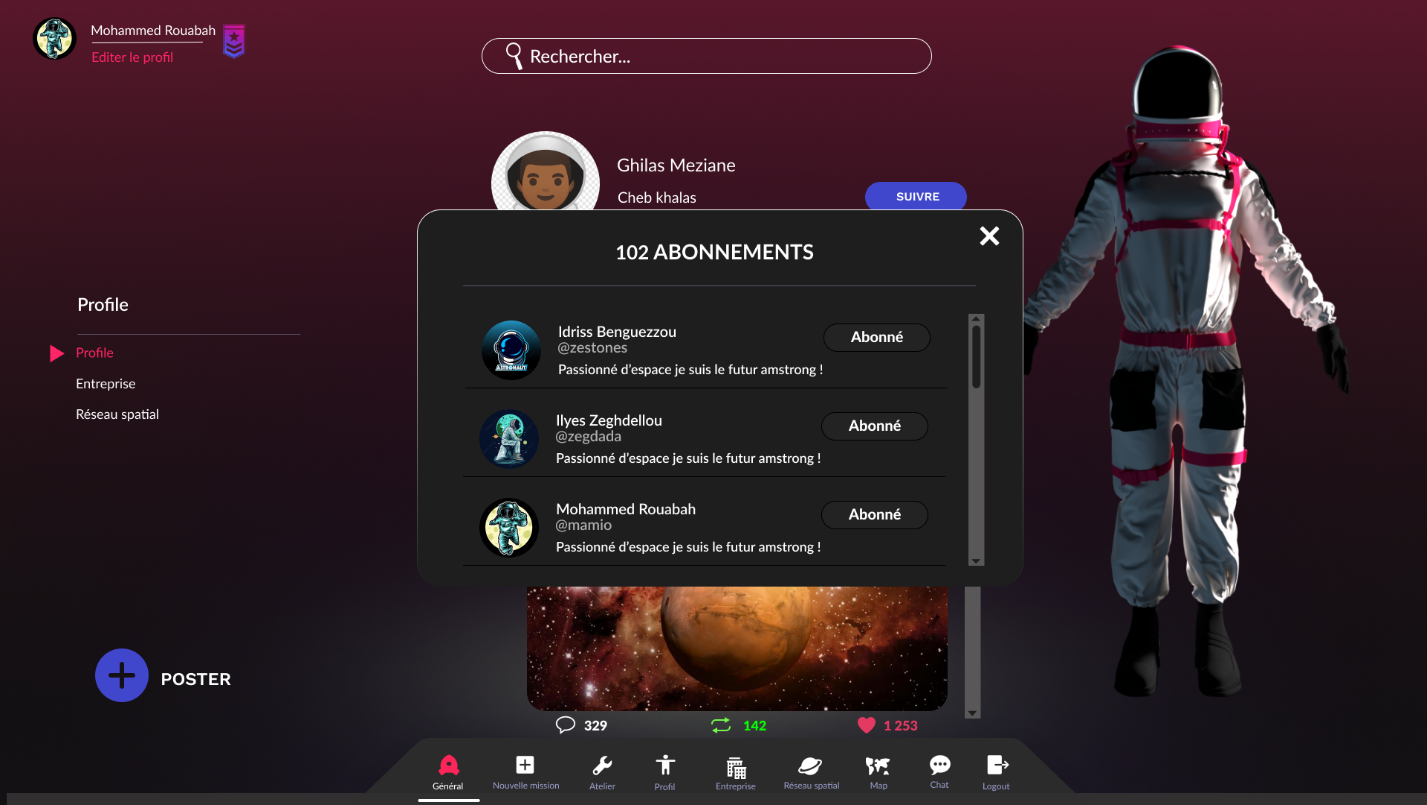 Mohammed Rouabah
Editer le profil
Rechercher...
Ghilas Meziane
Cheb khalas
SUIVRE
102 ABONNEMENTS
Profile
Profile
Entreprise
Réseau spatial
Idriss Benguezzou
@zestones
Passionné d'espace je suis le futur amstrong !
Abonné
ASTRONAUT
Ilyes Zeghdellou
@zegdada
Passionné d'espace je suis le futur amstrong !
Abonné
Mohammed Rouabah
@mamio
Passionné d'espace je suis le futur amstrong !
Abonné
POSTER
329
142
1 253
Général
Nouvelle mission
Atelier
Profil
Entreprise
Réseau spatial
Map
Chat
Logout